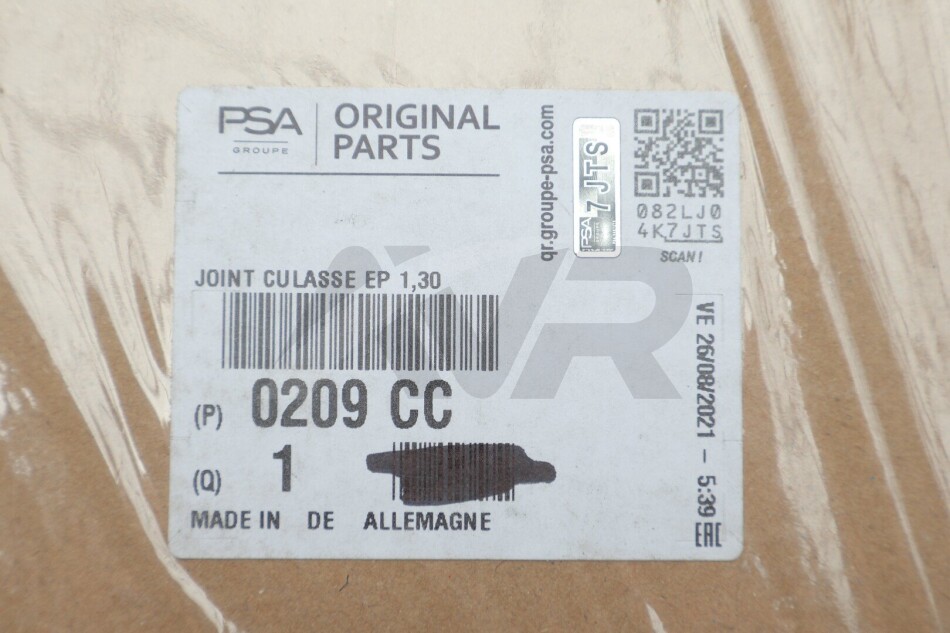 PSA
GROUPE
ORIGINAL
PARTS
qr.groupe-psa.com
PSA
7 JTS
082LJ0
4K7JTS
SCAN!
JOINT CULASSE EP 1,30
(P) 0209 CC
(Q) 1
MADE IN DE ALLEMAGNE
VE 26/08/2021 - 5:39
EAC
NR